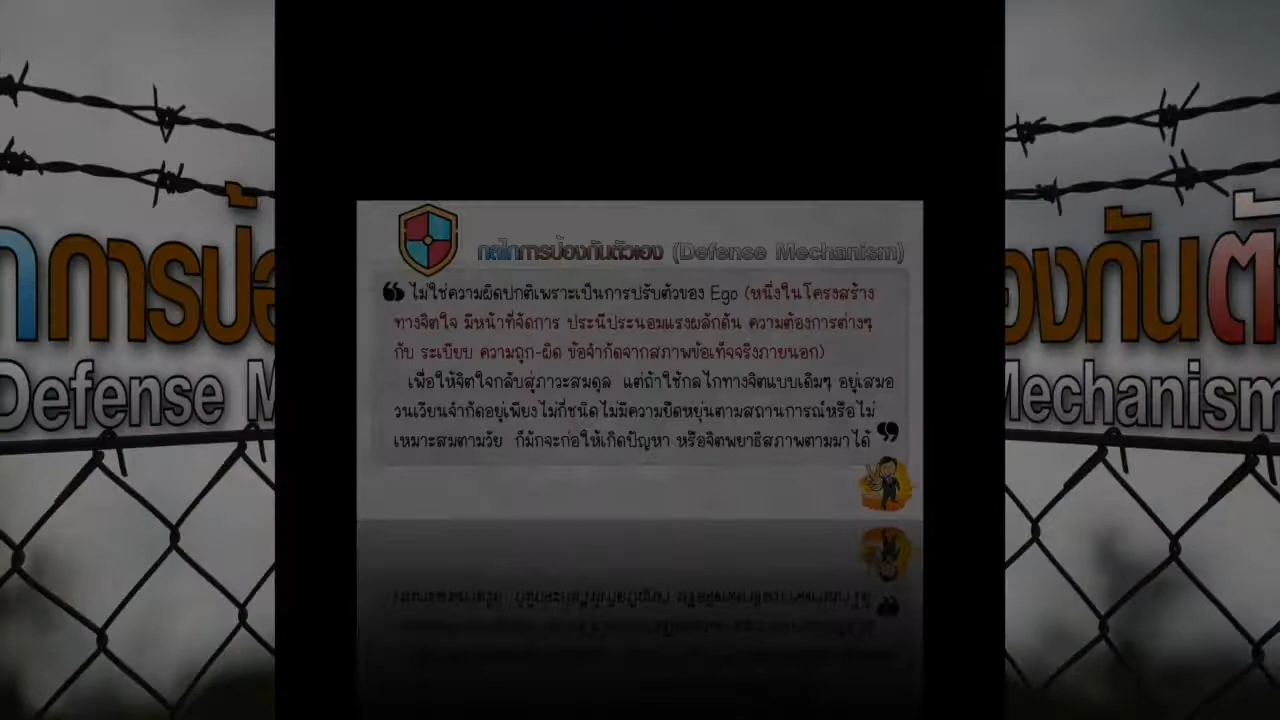 กลไกการป้องกันตัวเอง (Defense Mechanism)
❝ ไม่ใช่ความผิดปกติเพราะเป็นการปรับตัวของ Ego (หนึ่งในโครงสร้าง
ทางจิตใจ มีหน้าที่จัดการ ประนีประนอมแรงผลักดัน ความต้องการต่างๆ
กับ ระเบียบ ความถูก-ผิด ข้อจำกัดจากสภาพข้อเท็จจริงภายนอก)
เพื่อให้จิตใจกลับสู่ภาวะสมดุล แต่ถ้าใช้กลไกทางจิตแบบเดิมๆ อยู่เสมอ
วนเวียนจำกัดอยู่เพียงไม่กี่ชนิดไม่มีความยืดหยุ่นตามสถานการณ์หรือไม่
เหมาะสมตามวัย ก็มักจะก่อให้เกิดปัญหา หรือจิตพยาธิสภาพตามมาได้ ❞
ก การป้
Defense M
องกันตั
Mechanism